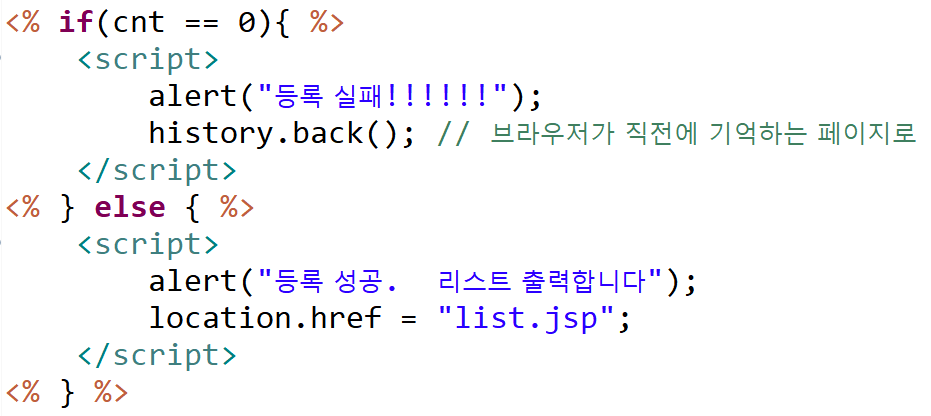 <% if(cnt == 0){ %>
    <script>
        alert("등록 실패!!!!!!");
        history.back(); // 브라우저가 직전에 기억하는 페이지로
    </script>
<% } else { %>
    <script>
        alert("등록 성공.  리스트 출력합니다");
        location.href = "list.jsp";
    </script>
<% } %>